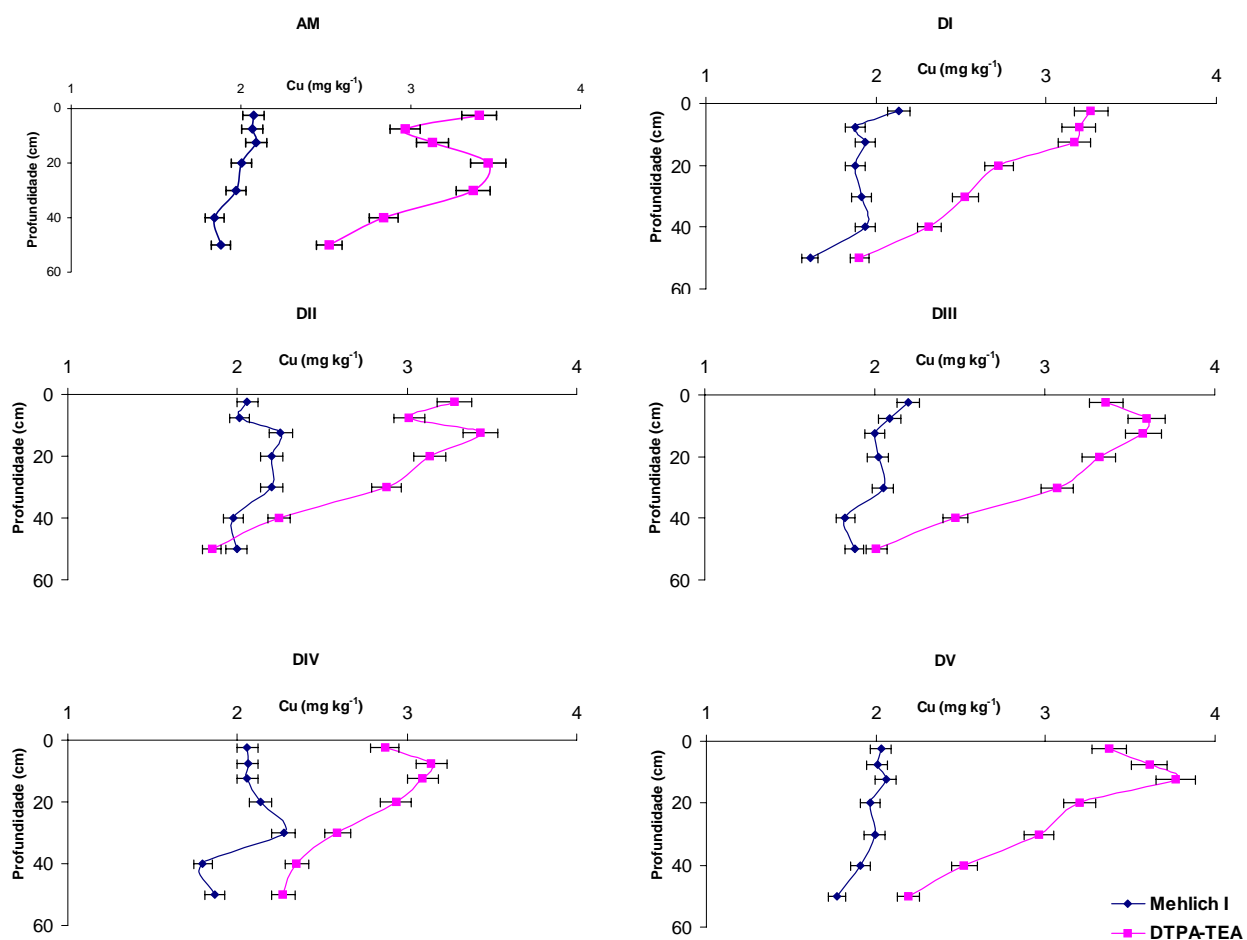 AM
Cu (mg kg-1)
1 2 3 4
0
20
40
60
Profundidade (cm)
DI
Cu (mg kg-1)
1 2 3 4
0
20
40
60
Profundidade (cm)
DII
Cu (mg kg-1)
1 2 3 4
0
20
40
60
Profundidade (cm)
DIII
Cu (mg kg-1)
1 2 3 4
0
20
40
60
Profundidade (cm)
DIV
Cu (mg kg-1)
1 2 3 4
0
20
40
60
Profundidade (cm)
DV
Cu (mg kg-1)
1 2 3 4
0
20
40
60
Profundidade (cm)
Mehlich I
DTPA-TEA